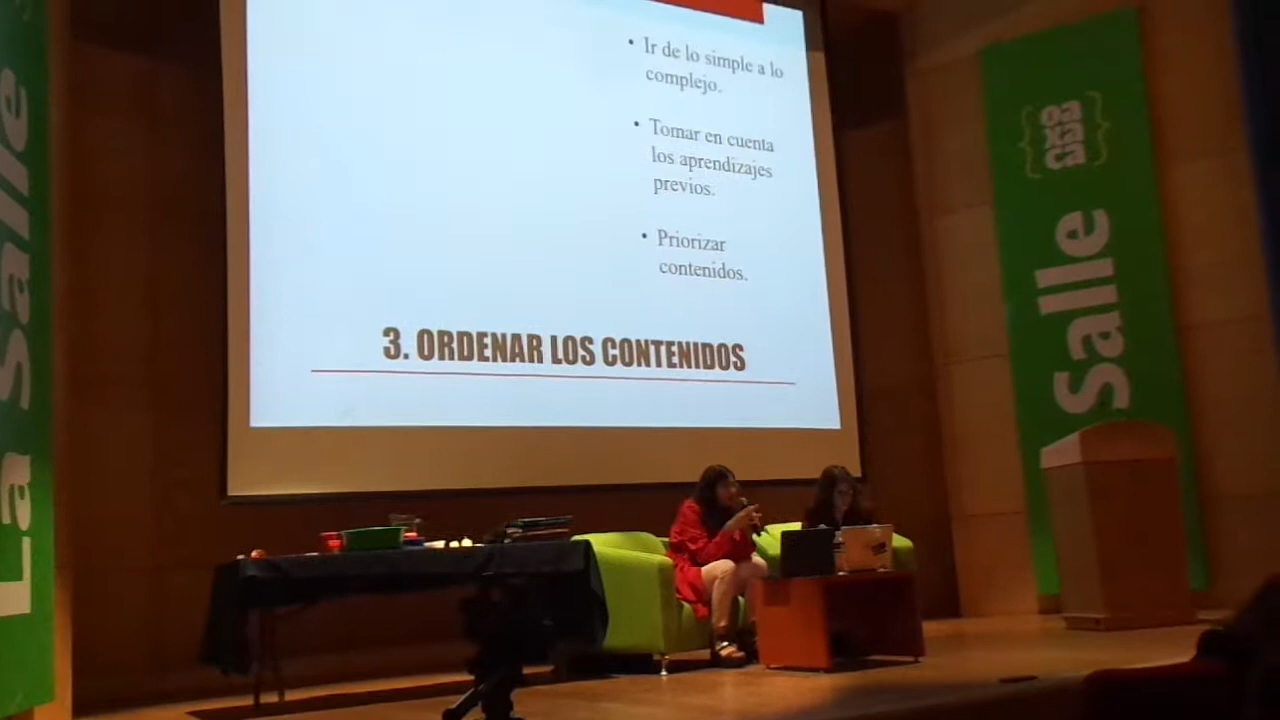 • Ir de lo simple a lo
complejo.
• Tomar en cuenta
los aprendizajes
previos.
• Priorizar
contenidos.
3. ORDENAR LOS CONTENIDOS
La Salle
Salle